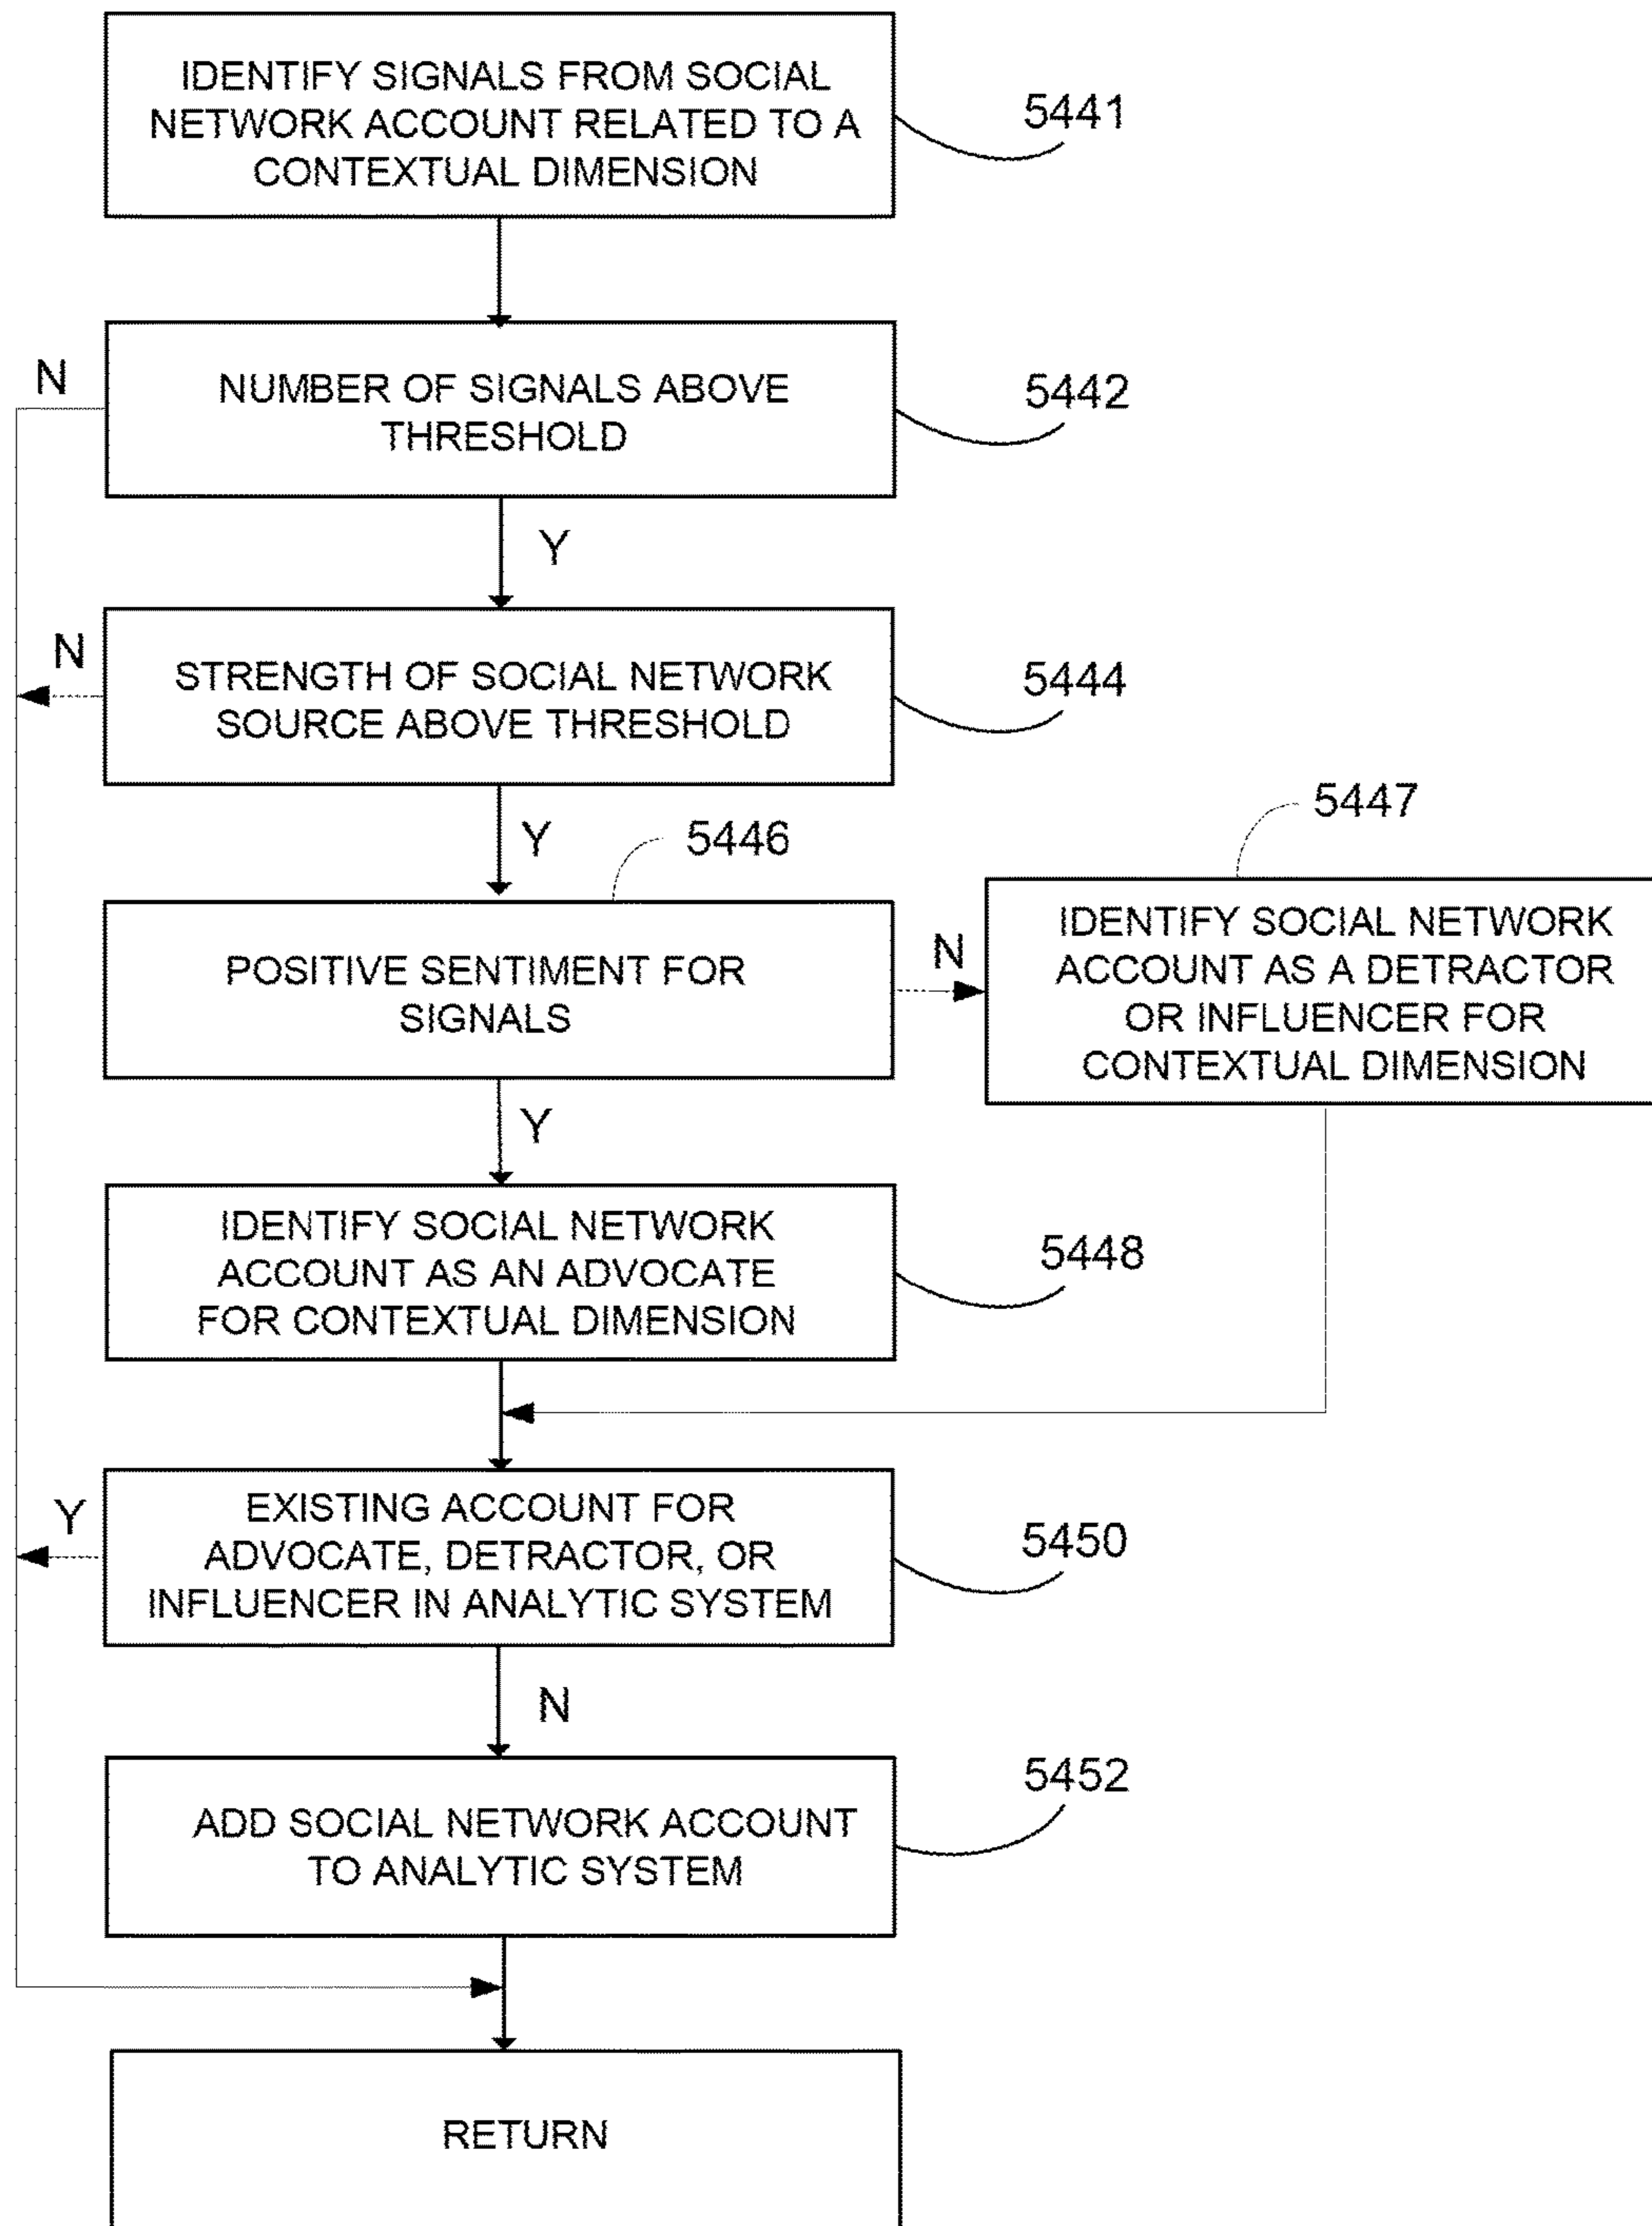 IDENTIFY SIGNALS FROM SOCIAL
NETWORK ACCOUNT RELATED TO A
CONTEXTUAL DIMENSION
5441
N
NUMBER OF SIGNALS ABOVE
THRESHOLD
5442
Y
N
STRENGTH OF SOCIAL NETWORK
SOURCE ABOVE THRESHOLD
5444
Y
5446
5447
POSITIVE SENTIMENT FOR
SIGNALS
N
IDENTIFY SOCIAL NETWORK
ACCOUNT AS A DETRACTOR
OR INFLUENCER FOR
CONTEXTUAL DIMENSION
Y
IDENTIFY SOCIAL NETWORK
ACCOUNT AS AN ADVOCATE
FOR CONTEXTUAL DIMENSION
5448
Y
EXISTING ACCOUNT FOR
ADVOCATE, DETRACTOR, OR
INFLUENCER IN ANALYTIC SYSTEM
5450
N
ADD SOCIAL NETWORK ACCOUNT
TO ANALYTIC SYSTEM
5452
RETURN